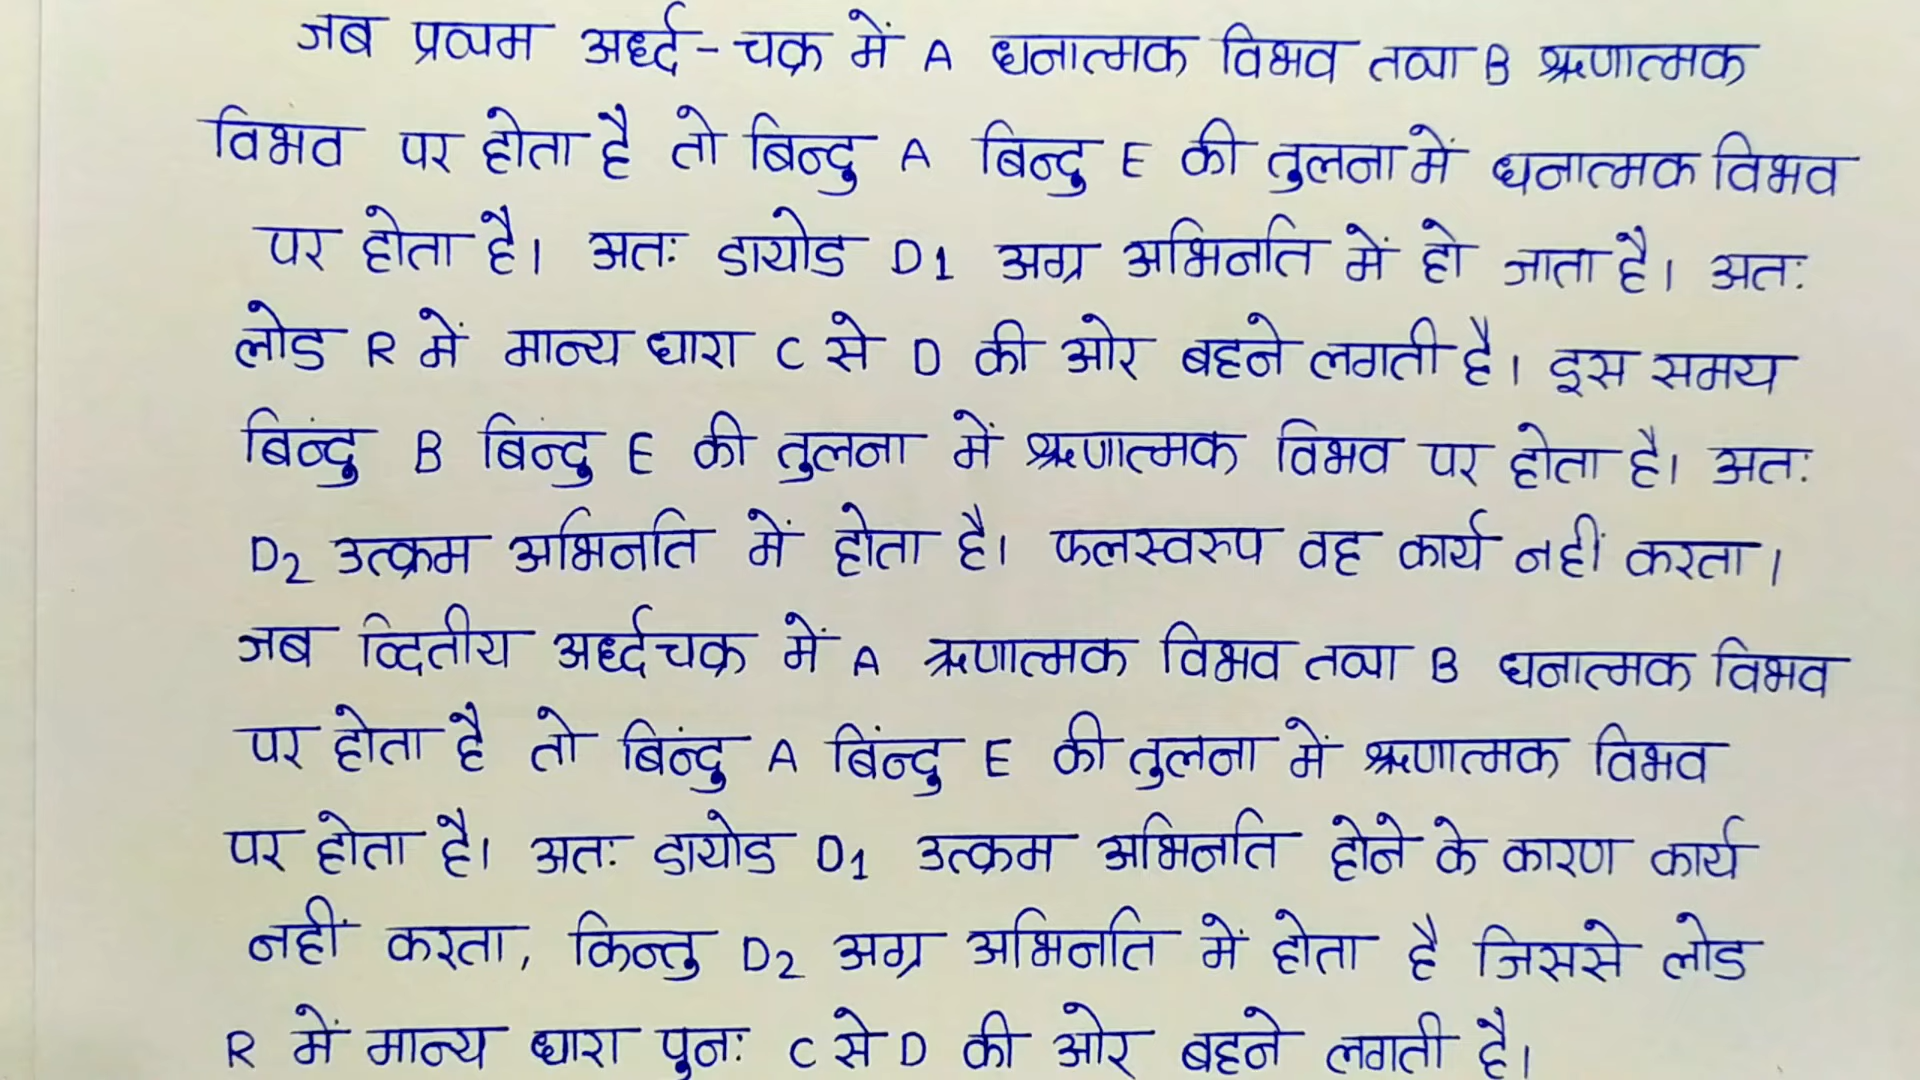 जब प्रथम अर्ध्द-चक्र में A धनात्मक विभव तथा B ऋणात्मक
विभव पर होता है तो बिन्दु A बिन्दु E की तुलना में धनात्मक विभव
पर होता है। अतः डायोड D1 अग्र अभिनति में हो जाता है। अतः
लोड R में मान्य धारा C से D की ओर बहने लगती है। इस समय
बिंन्दु B बिंन्दु E की तुलना में ऋणात्मक विभव पर होता है। अतः
D2 उत्क्रम अभिनति में होता है। फलस्वरुप वह कार्य नहीं करता।
जब द्वितीय अर्ध्दचक्र में A ऋणात्मक विभव तथा B धनात्मक विभव
पर होता है तो बिंन्दु A बिंन्दु E की तुलना में ऋणात्मक विभव
पर होता है। अतः डायोड D1 उत्क्रम अभिनति होने के कारण कार्य
नहीं करता, किन्तु D2 अग्र अभिनति में होता है जिससे लोड
R में मान्य धारा पुनः C से D की ओर बहने लगती है।